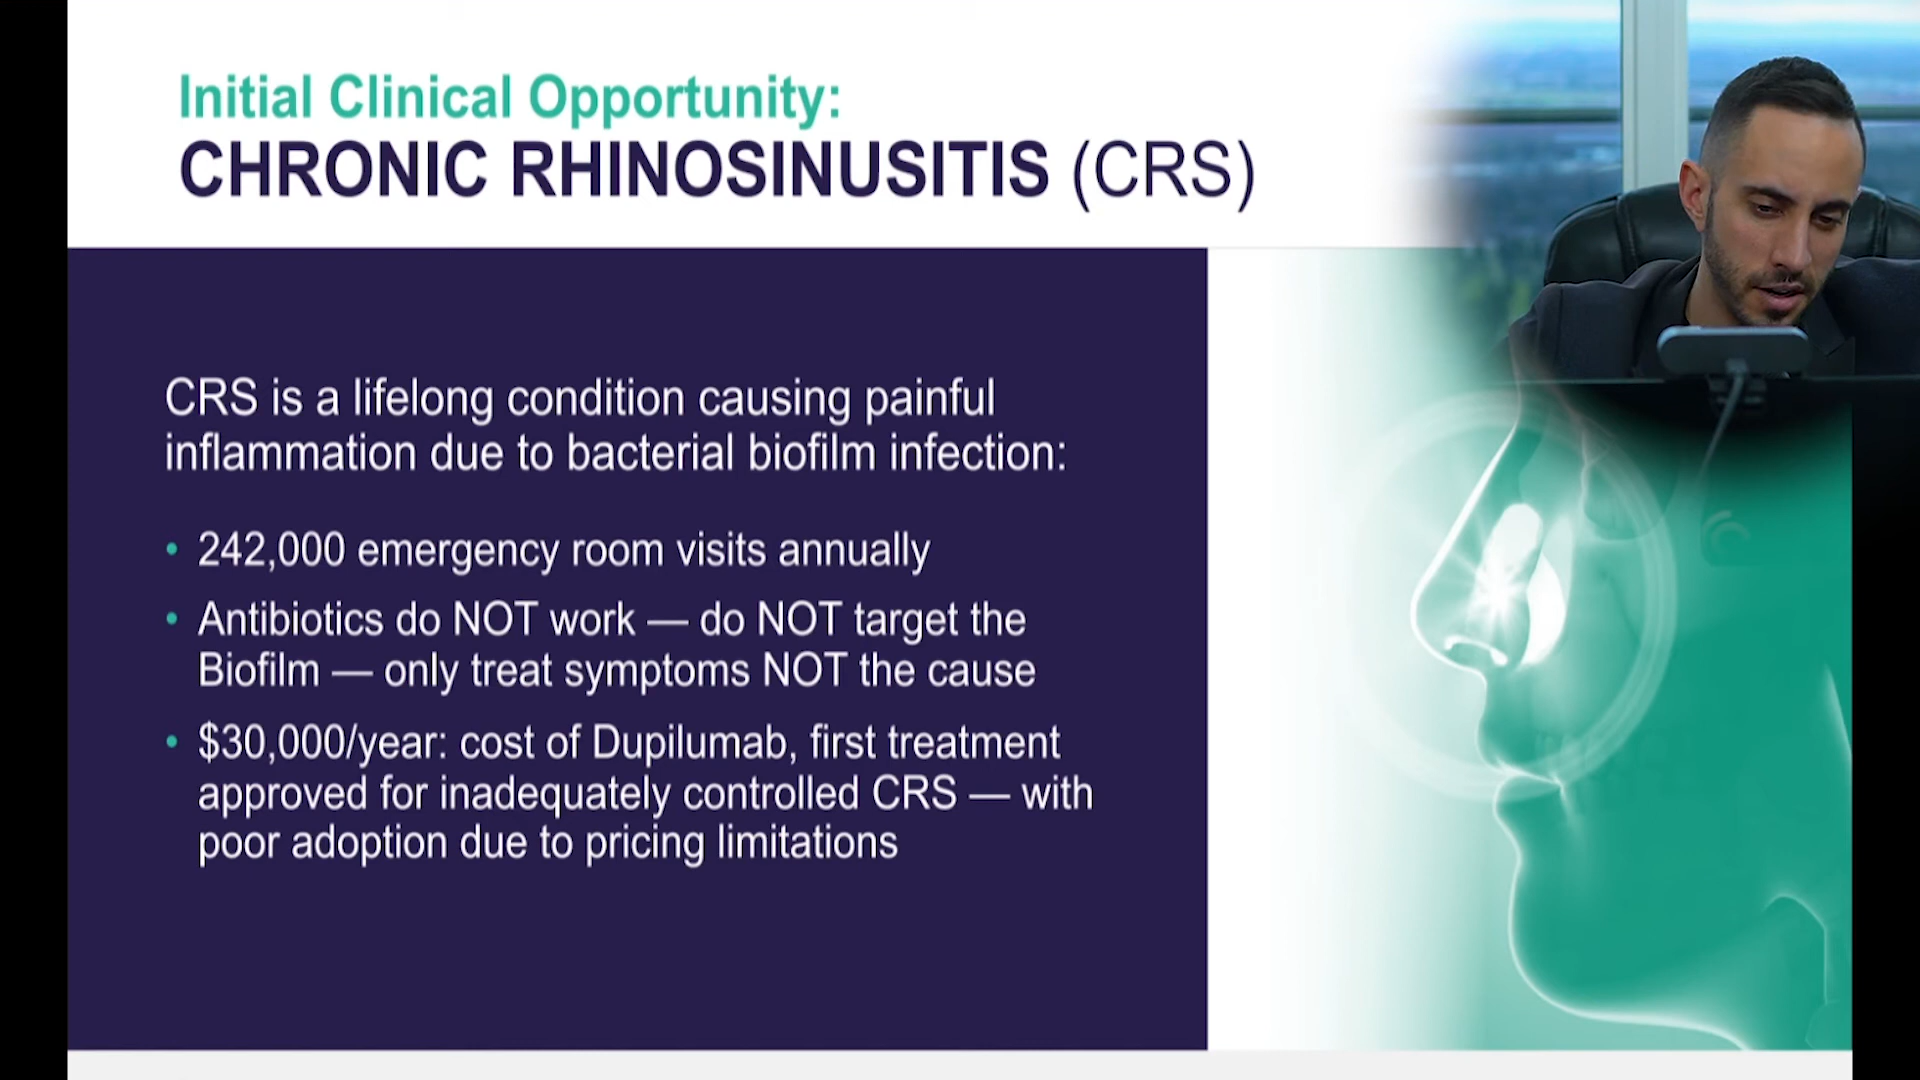 Initial Clinical Opportunity:
CHRONIC RHINOSINUSITIS (CRS)
CRS is a lifelong condition causing painful
inflammation due to bacterial biofilm infection:
• 242,000 emergency room visits annually
• Antibiotics do NOT work — do NOT target the
Biofilm — only treat symptoms NOT the cause
• $30,000/year: cost of Dupilumab, first treatment
approved for inadequately controlled CRS — with
poor adoption due to pricing limitations